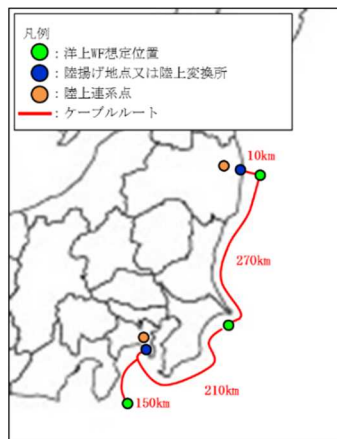 凡例
：洋上WF想定位置
：陸揚げ地点又は陸上変換所
：陸上連系点
：ケーブルルート
10km
270km
210km
150km